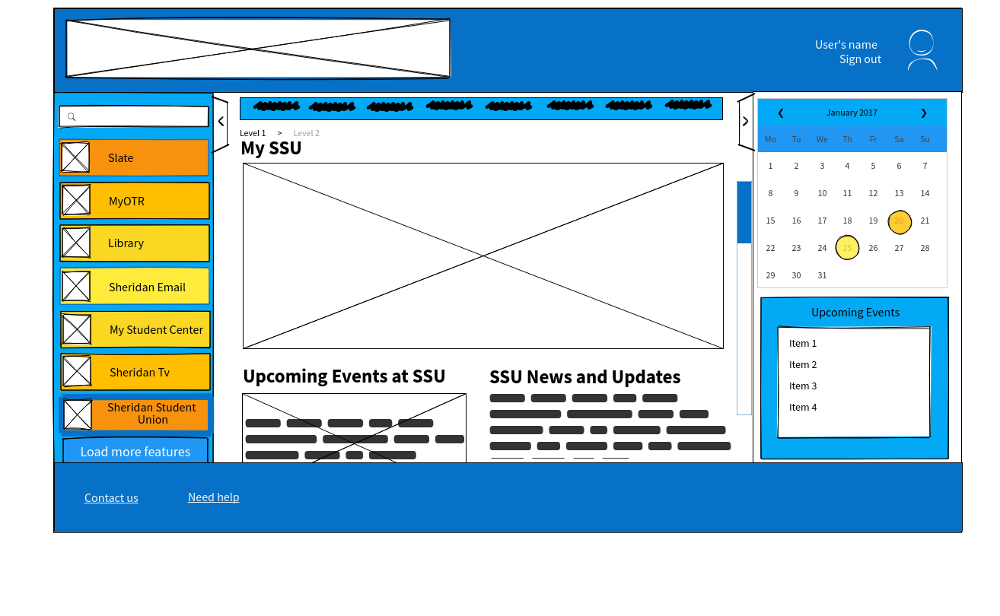 User's name
Sign out
Slate
MyOTR
Library
Sheridan Email
My Student Center
Sheridan Tv
Sheridan Student
Union
Load more features
Level 1 > Level 2
My SSU
Upcoming Events at SSU
SSU News and Updates
❮ January 2017 ❯
Mo Tu We Th Fr Sa Su
1 2 3 4 5 6 7
8 9 10 11 12 13 14
15 16 17 18 19 20 21
22 23 24 25 26 27 28
29 30 31
Upcoming Events
Item 1
Item 2
Item 3
Item 4
Contact us
Need help